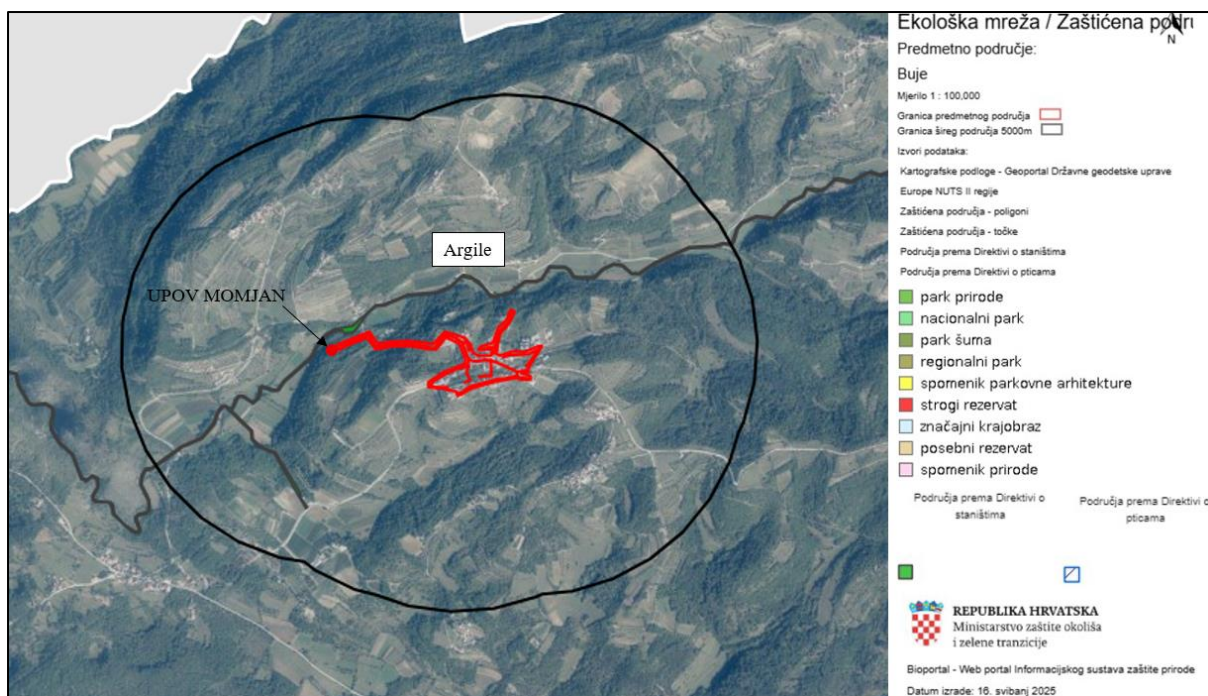 Argile
UPOV MOMJAN
Ekološka mreža / Zaštićena
N
Predmetno područje:
Buje
Mjerilo 1 : 100,000
Granica predmetnog područja
Granica šireg područja 5000m
Izvori podataka:
Kartografske podloge - Geoportal Državne geodetske uprave
Europe NUTS II regije
Zaštićena područja - poligoni
Zaštićena područja - točke
Područja prema Direktivi o staništima
Područja prema Direktivi o pticama
park prirode
nacionalni park
park šuma
regionalni park
spomenik parkovne arhitekture
strogi rezervat
značajni krajobraz
posebni rezervat
spomenik prirode
Područja prema Direktivi o
staništima
Područja prema Direktivi o
pticama
REPUBLIKA HRVATSKA
Ministarstvo zaštite okoliša
i zelene tranzicije
Bioportal - Web portal Informacijskog sustava zaštite prirode
Datum izrade: 16. svibanj 2025